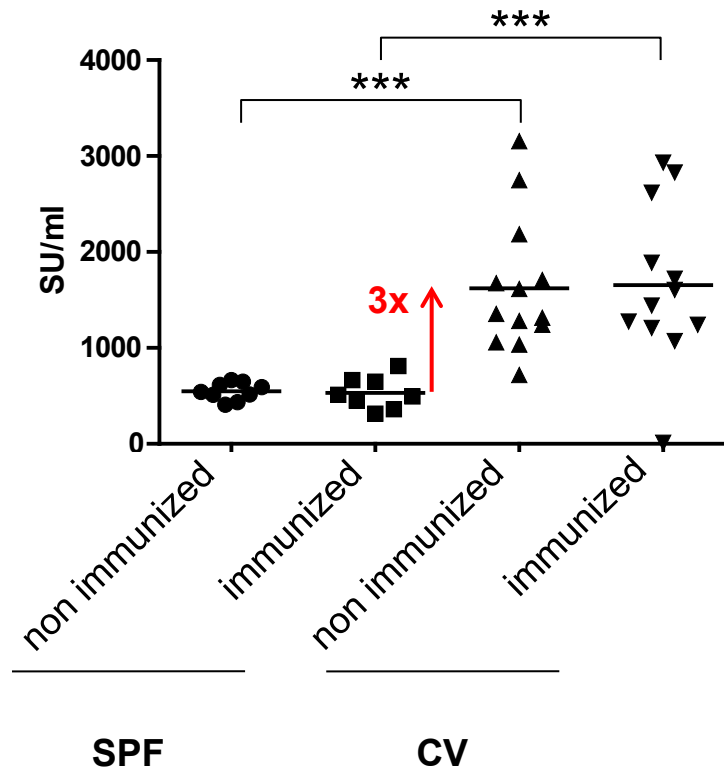 ***
4000
***
3000
SU/ml
2000
3x
1000
0
non immunized
immunized
non immunized
immunized
SPF
CV